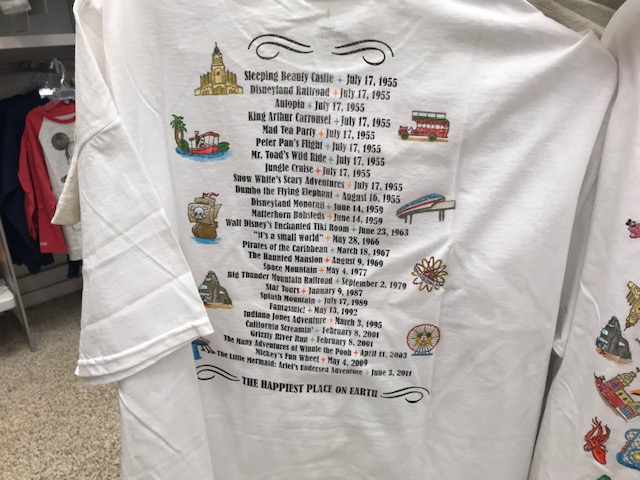 Sleeping Beauty Castle + July 17, 1955
Disneyland Railroad + July 17, 1955
Autopia + July 17, 1955
King Arthur Carrousel + July 17, 1955
Mad Tea Party + July 17, 1955
Peter Pan's Flight + July 17, 1955
Mr. Toad's Wild Ride + July 17, 1955
Jungle Cruise + July 17, 1955
Snow White's Scary Adventures + July 17, 1955
Dumbo the Flying Elephant + August 16, 1955
Disneyland Monorail + June 14, 1959
Matterhorn Bobsleds + June 14, 1959
Walt Disney's Enchanted Tiki Room + June 23, 1963
"it's a small world" + May 28, 1966
Pirates of the Caribbean + March 18, 1967
The Haunted Mansion + August 9, 1969
Space Mountain + May 4, 1977
Big Thunder Mountain Railroad + September 2, 1979
Star Tours + January 9, 1987
Splash Mountain + July 17, 1989
Fantasmic! + May 13, 1992
Indiana Jones Adventure + March 3, 1995
California Screamin' + February 8, 2001
Grizzly River Run + February 8, 2001
The Many Adventures of Winnie the Pooh + April 11, 2003
Mickey's Fun Wheel + May 4, 2009
The Little Mermaid: Ariel's Undersea Adventure + June 3, 2011
THE HAPPIEST PLACE ON EARTH